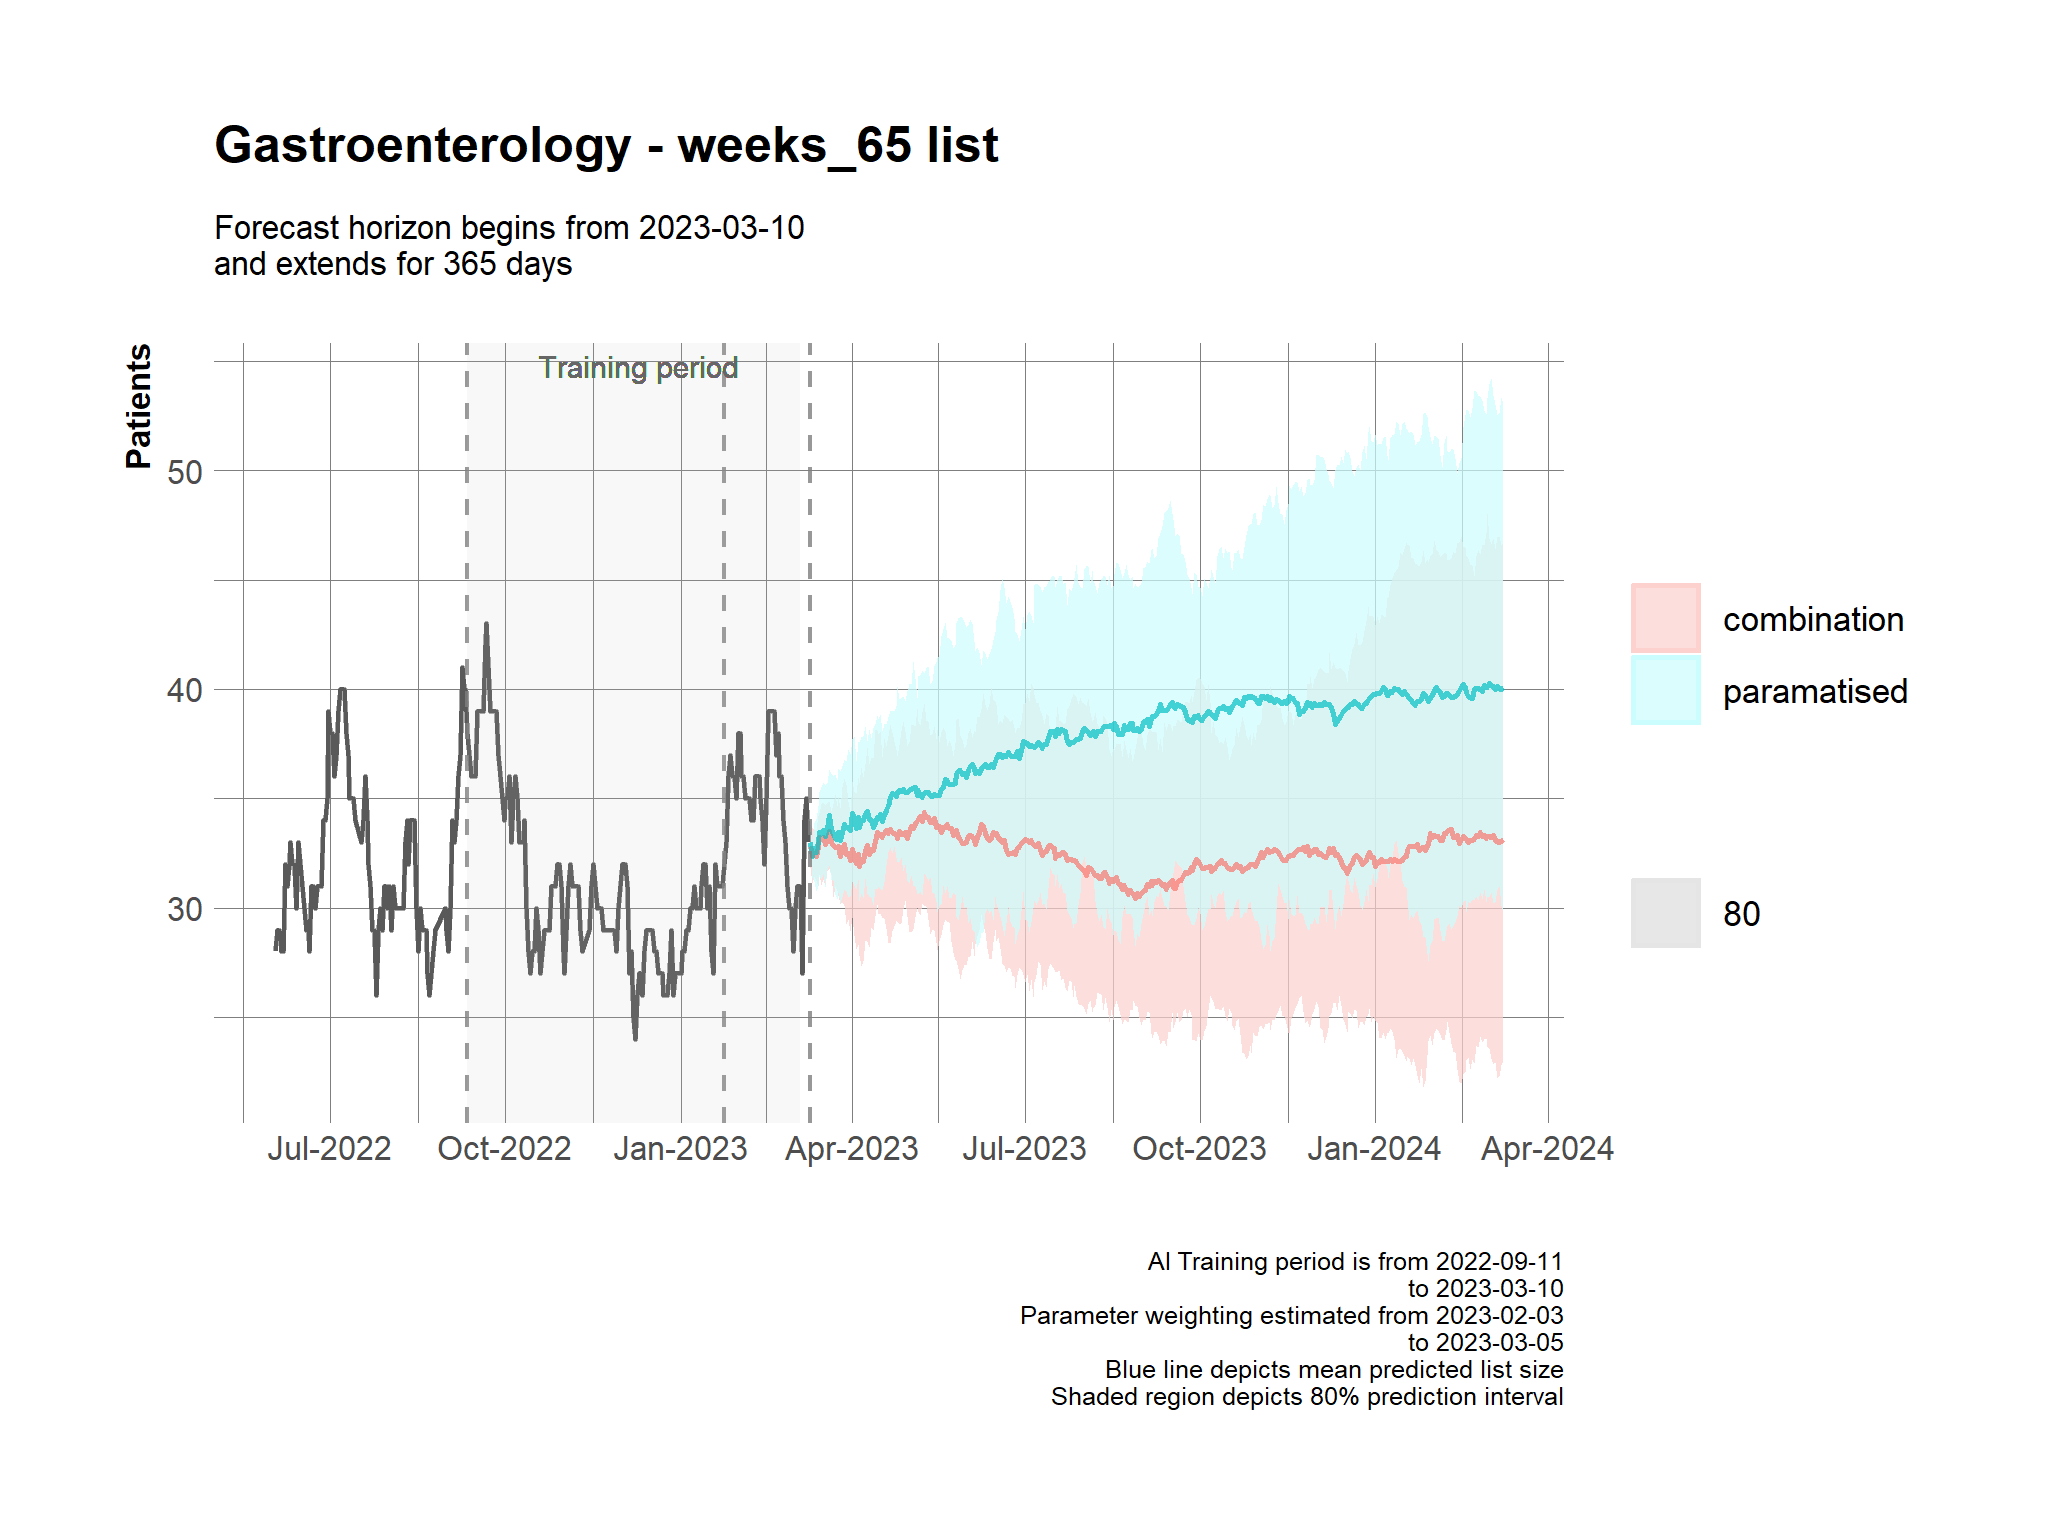 Gastroenterology - weeks_65 list
Forecast horizon begins from 2023-03-10
and extends for 365 days
Patients
Training period
50
40
30
Jul-2022
Oct-2022
Jan-2023
Apr-2023
Jul-2023
Oct-2023
Jan-2024
Apr-2024
combination
paramatised
80
AI Training period is from 2022-09-11
to 2023-03-10
Parameter weighting estimated from 2023-02-03
to 2023-03-05
Blue line depicts mean predicted list size
Shaded region depicts 80% prediction interval